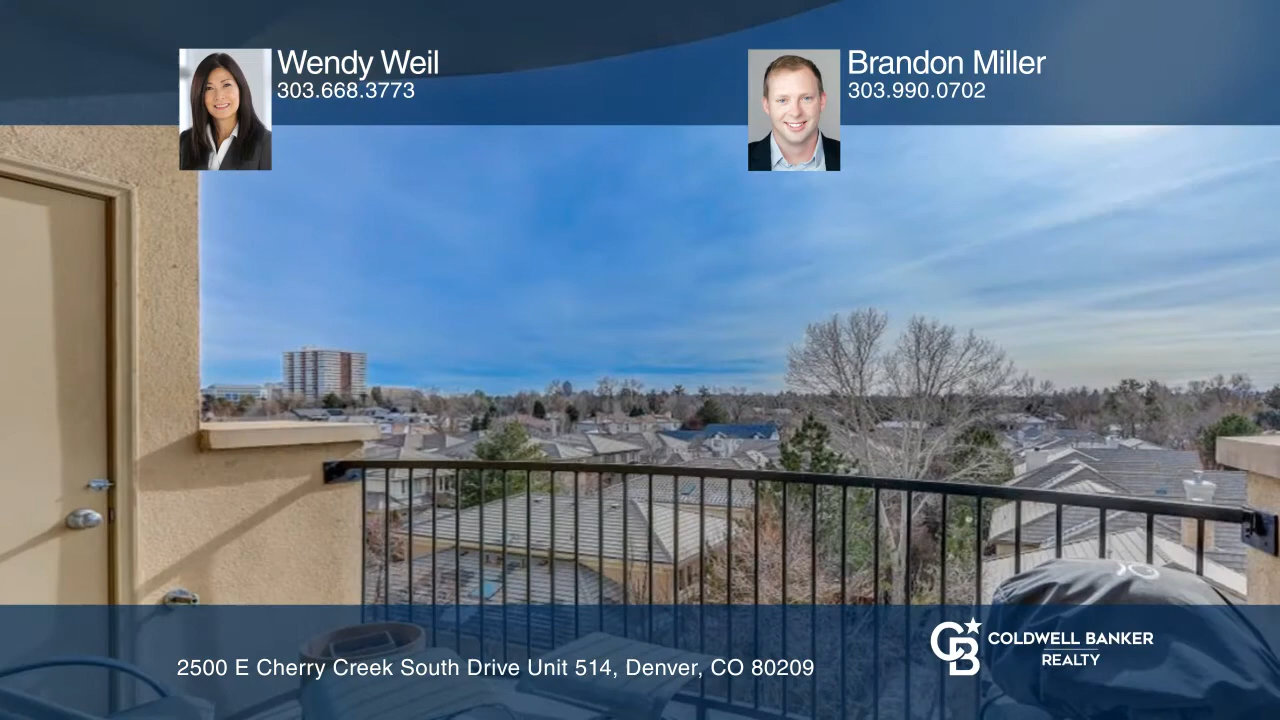 Wendy Weil
303.668.3773
Brandon Miller
303.990.0702
2500 E Cherry Creek South Drive Unit 514, Denver, CO 80209
CB
COLDWELL BANKER
REALTY